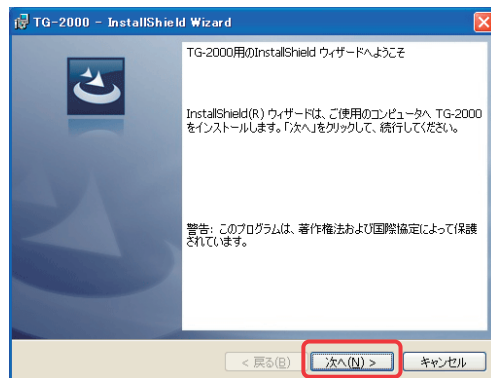 TG-2000 - InstallShield Wizard
TG-2000用のInstallShield ウィザードへようこそ
InstallShield(R) ウィザードは、ご使用のコンピュータへ TG-2000
をインストールします。「次へ」をクリックして、続行してください。
警告: このプログラムは、著作権法および国際協定によって保護
されています。
< 戻る(B)
次へ(N) >
キャンセル